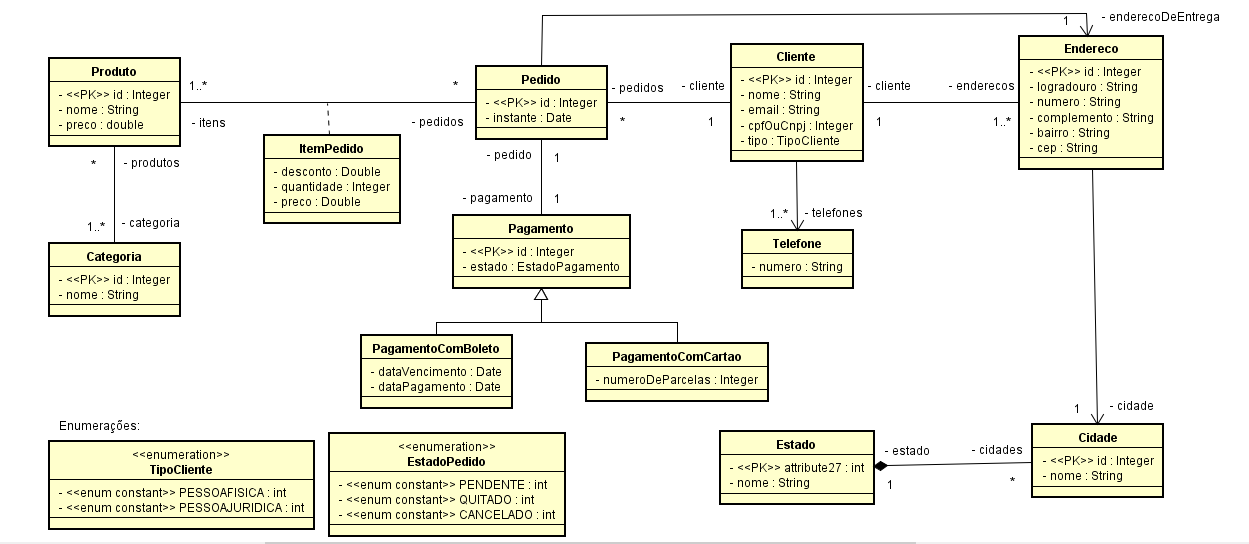 1
- enderecoDeEntrega
Produto
- <<PK>> id : Integer
- nome : String
- preco : double
1..*
- itens
*
- pedidos
Pedido
- <<PK>> id : Integer
- instante : Date
- pedidos
*
- cliente
1
Cliente
- <<PK>> id : Integer
- nome : String
- email : String
- cpfOuCnpj : Integer
- tipo : TipoCliente
- cliente
1
- enderecos
1..*
Endereco
- <<PK>> id : Integer
- logradouro : String
- numero : String
- complemento : String
- bairro : String
- cep : String
ItemPedido
- desconto : Double
- quantidade : Integer
- preco : Double
*
- produtos
1..*
- categoria
Categoria
- <<PK>> id : Integer
- nome : String
- pedido
1
- pagamento
1
Pagamento
- <<PK>> id : Integer
- estado : EstadoPagamento
1..*
- telefones
Telefone
- numero : String
PagamentoComBoleto
- dataVencimento : Date
- dataPagamento : Date
PagamentoComCartao
- numeroDeParcelas : Integer
1
- cidade
Enumerações:
<<enumeration>>
TipoCliente
- <<enum constant>> PESSOAFISICA : int
- <<enum constant>> PESSOAJURIDICA : int
<<enumeration>>
EstadoPedido
- <<enum constant>> PENDENTE : int
- <<enum constant>> QUITADO : int
- <<enum constant>> CANCELADO : int
Estado
- <<PK>> attribute27 : int
- nome : String
- estado
1
- cidades
*
Cidade
- <<PK>> id : Integer
- nome : String